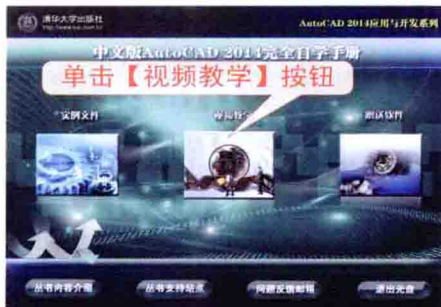 清华大学出版社
AutoCAD 2014应用与开发系列
中文版AutoCAD 2014完全自学手册
单击【视频教学】按钮
实例文件
视频教学
赠送软件
丛书内容介绍
丛书支持站点
问题反馈邮箱
退出光盘